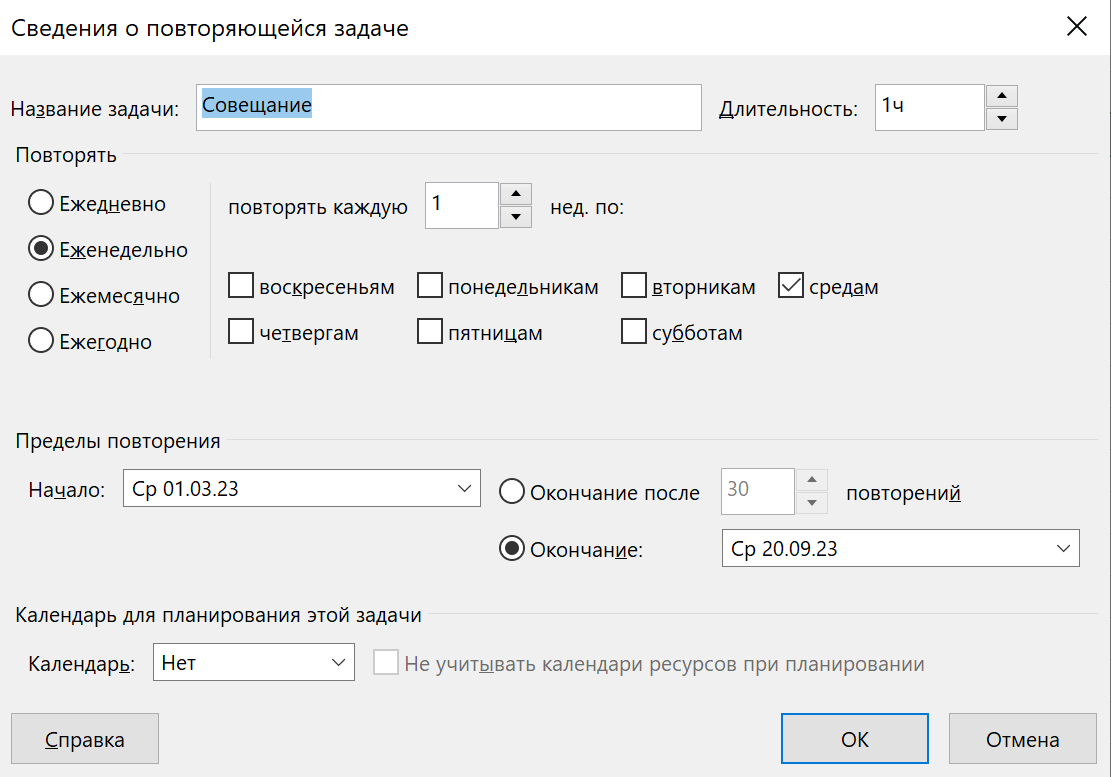 Сведения о повторяющейся задаче
Название задачи: Совещание Длительность: 1ч
Повторять
Ежедневно
Еженедельно
Ежемесячно
Ежегодно
повторять каждую 1 нед. по:
воскресеньям понедельникам вторникам средам
четвергам пятницам субботам
Пределы повторения
Начало: Ср 01.03.23 Окончание после 30 повторений
Окончание: Ср 20.09.23
Календарь для планирования этой задачи
Календарь: Нет Не учитывать календари ресурсов при планировании
Справка ОК Отмена